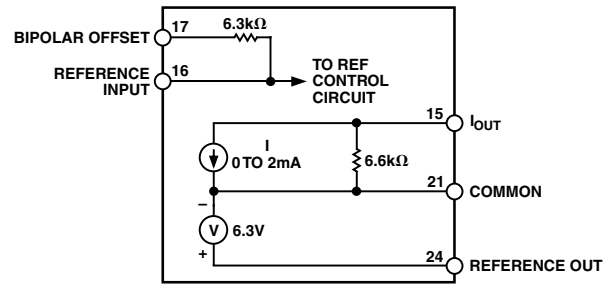 17
6.3kΩ
BIPOLAR OFFSET
16
REFERENCE
INPUT
TO REF
CONTROL
CIRCUIT
15
I_OUT
I
0 TO 2mA
6.6kΩ
21
COMMON
–
V
6.3V
+
24
REFERENCE OUT